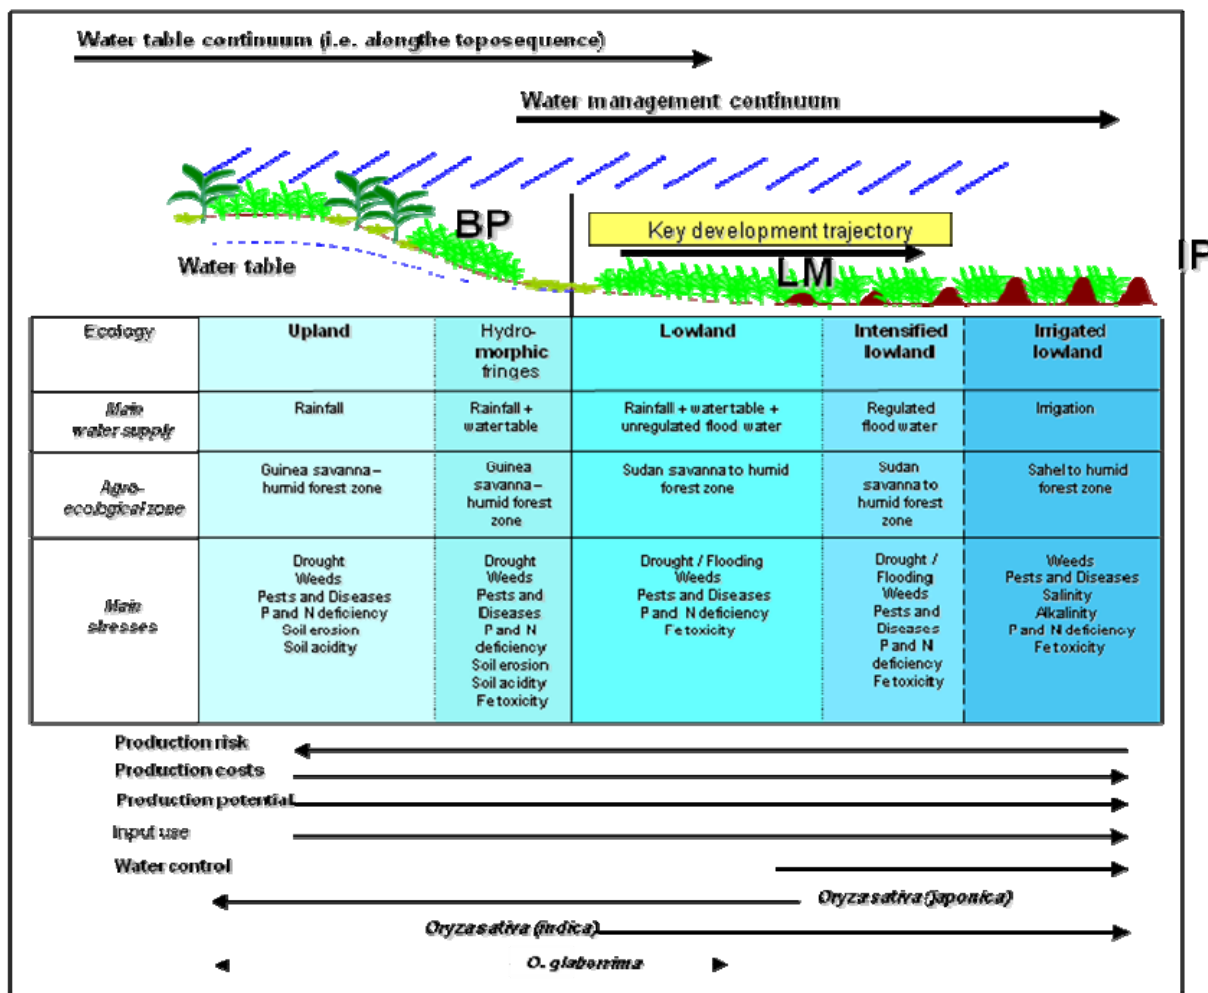 Water table continuum (i.e. alongthe toposequence)
Water management continuum
BP
Key development trajectory
LM
IP
Water table
Ecology
Upland
Hydro-
morphic
fringes
Lowland
Intensified
lowland
Irrigated
lowland
Main
water supply
Rainfall
Rainfall +
water table
Rainfall + water table +
unregulated flood water
Regulated
flood water
Irrigation
Agro-
ecological zone
Guinea savanna –
humid forest zone
Guinea
savanna –
humid forest
zone
Sudan savanna to humid
forest zone
Sudan
savanna to
humid forest
zone
Sahel to humid
forest zone
Main
stresses
Drought
Weeds
Pests and Diseases
P and N deficiency
Soil erosion
Soil acidity
Drought
Weeds
Pests and
Diseases
P and N
deficiency
Soil erosion
Soil acidity
Fe toxicity
Drought / Flooding
Weeds
Pests and Diseases
P and N deficiency
Fe toxicity
Drought /
Flooding
Weeds
Pests and
Diseases
P and N
deficiency
Fe toxicity
Weeds
Pests and Diseases
Salinity
Alkalinity
P and N deficiency
Fe toxicity
Production risk
Production costs
Production potential
Input use
Water control
Oryza sativa (japonica)
Oryza sativa (indica)
O. glaberrima